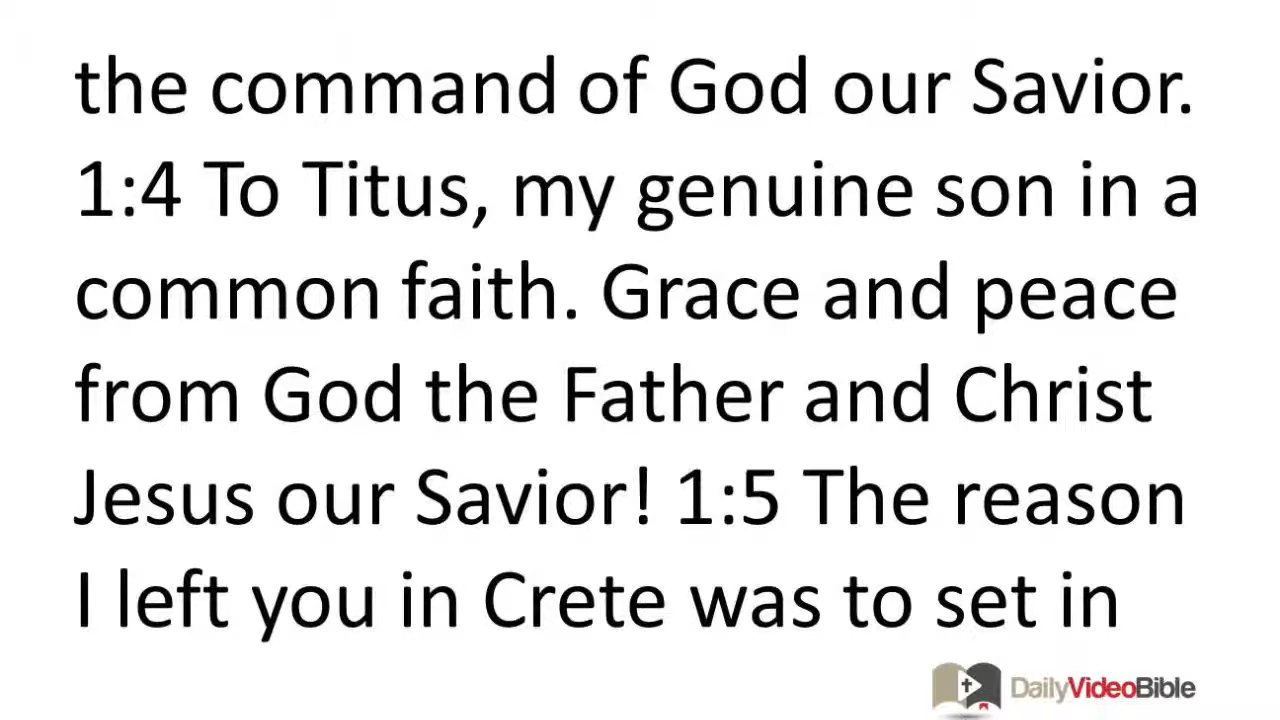 the command of God our Savior.
1:4 To Titus, my genuine son in a
common faith. Grace and peace
from God the Father and Christ
Jesus our Savior! 1:5 The reason
I left you in Crete was to set in
DailyVideoBible